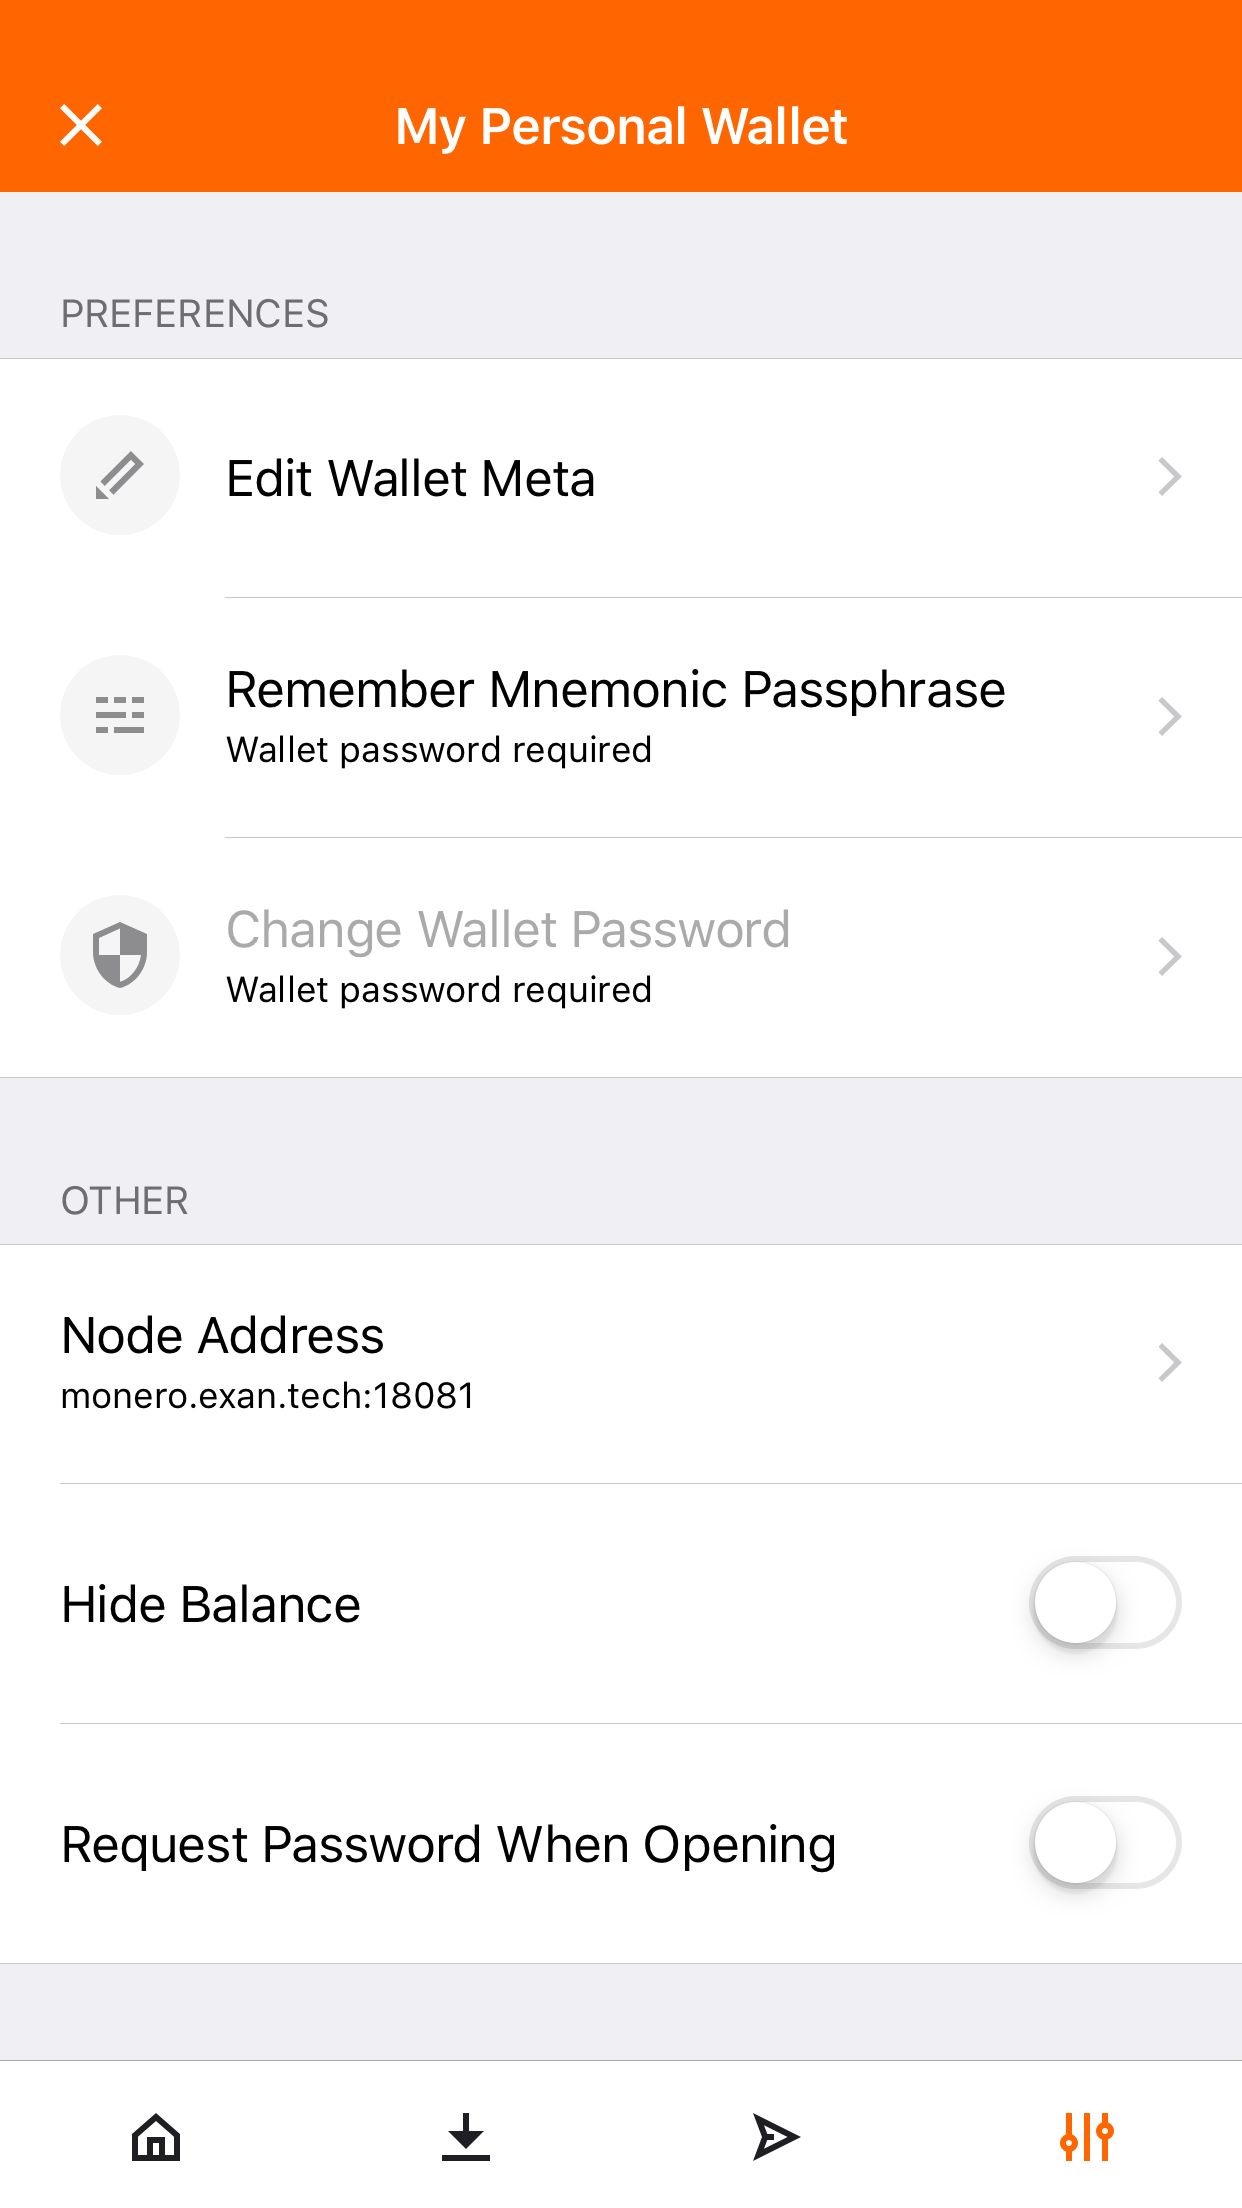 My Personal Wallet
PREFERENCES
Edit Wallet Meta
Remember Mnemonic Passphrase
Wallet password required
Change Wallet Password
Wallet password required
OTHER
Node Address
monero.exan.tech:18081
Hide Balance
Request Password When Opening